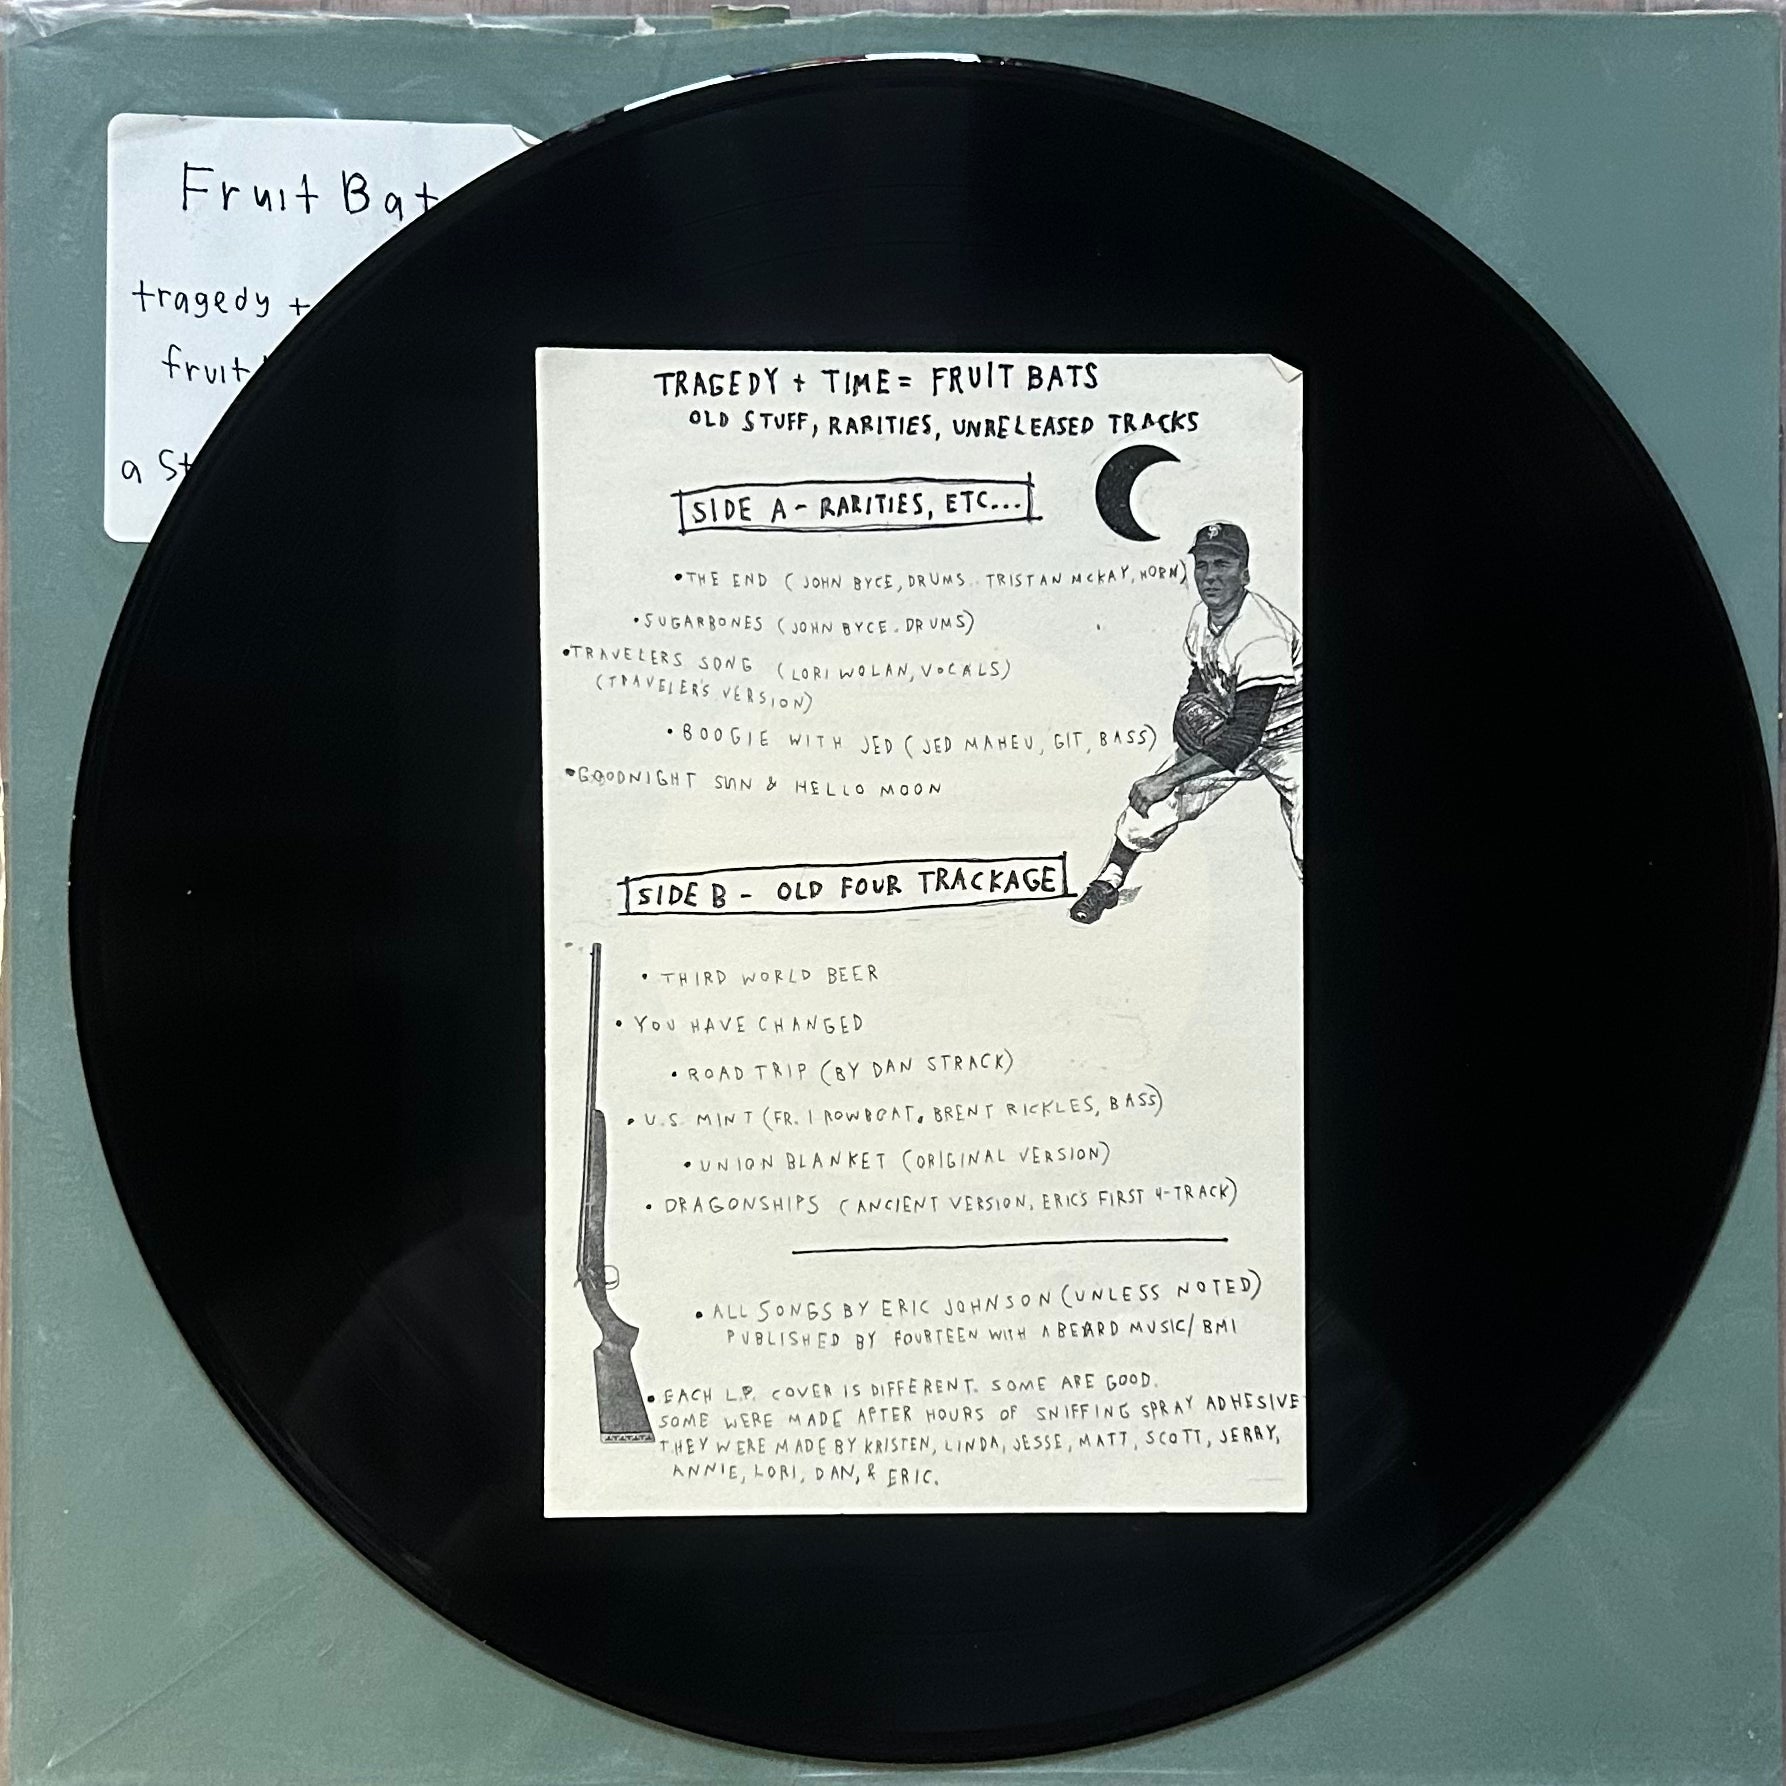 Fruit Bat
tragedy +
fruit
a St
TRAGEDY + TIME = FRUIT BATS
OLD STUFF, RARITIES, UNRELEASED TRACKS
SIDE A - RARITIES, ETC...
•THE END (JOHN BYCE, DRUMS.. TRISTAN MCKAY, HORN)
•SUGARBONES (JOHN BYCE. DRUMS)
•TRAVELERS SONG (LORI WOLAN, VOCALS)
(TRAVELER'S VERSION)
•BOOGIE WITH JED (JED MAHEU, GIT, BASS)
•GOODNIGHT SUN & HELLO MOON
SIDE B - OLD FOUR TRACKAGE
• THIRD WORLD BEER
• YOU HAVE CHANGED
• ROAD TRIP (BY DAN STRACK)
• U.S. MINT (FR. I ROWBOAT. BRENT RICKLES, BASS)
• UNION BLANKET (ORIGINAL VERSION)
• DRAGONSHIPS (ANCIENT VERSION, ERIC'S FIRST 4-TRACK)
• ALL SONGS BY ERIC JOHNSON (UNLESS NOTED)
PUBLISHED BY FOURTEEN WITH A BEARD MUSIC/BMI
• EACH L.P. COVER IS DIFFERENT. SOME ARE GOOD.
SOME WERE MADE AFTER HOURS OF SNIFFING SPRAY ADHESIVE
THEY WERE MADE BY KRISTEN, LINDA, JESSE, MATT, SCOTT, JERRY,
ANNIE, LORI, DAN, & ERIC.